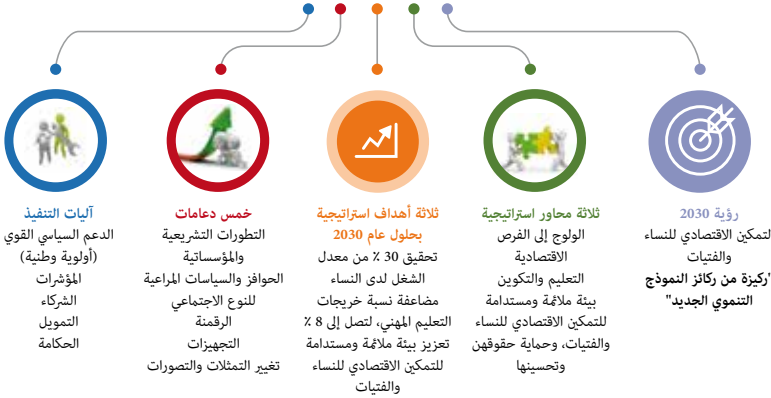 رؤية 2030
لتمكين الاقتصادي للنساء
والفتيات
"ركيزة من ركائز النموذج
التنموي الجديد"
ثلاثة محاور استراتيجية
الولوج إلى الفرص
الاقتصادية
التعليم والتكوين
بيئة ملائمة ومستدامة
للتمكين الاقتصادي للنساء
والفتيات، وحماية حقوقهن
وتحسينها
ثلاثة أهداف استراتيجية
بحلول عام 2030
تحقيق 30 ٪ من معدل
الشغل لدى النساء
مضاعفة نسبة خريجات
التعليم المهني، لتصل إلى 8 ٪
تعزيز بيئة ملائمة ومستدامة
للتمكين الاقتصادي للنساء
والفتيات
خمس دعامات
التطورات التشريعية
والمؤسساتية
الحوافز والسياسات المراعية
للنوع الاجتماعي
الرقمنة
التجهيزات
تغيير التمثلات والتصورات
آليات التنفيذ
الدعم السياسي القوي
(أولوية وطنية)
المؤشرات
الشركاء
التمويل
الحكامة